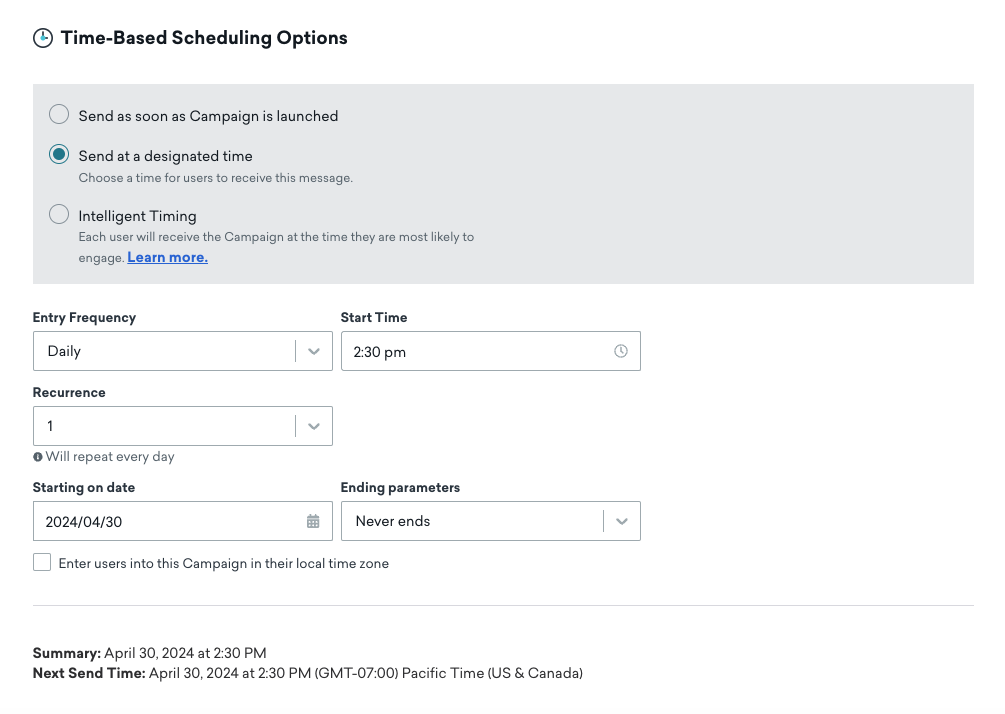 Time-Based Scheduling Options
Send as soon as Campaign is launched
Send at a designated time
Choose a time for users to receive this message.
Intelligent Timing
Each user will receive the Campaign at the time they are most likely to
engage. Learn more.
Entry Frequency
Start Time
Daily
2:30 pm
Recurrence
1
Will repeat every day
Starting on date
Ending parameters
2024/04/30
Never ends
Enter users into this Campaign in their local time zone
Summary: April 30, 2024 at 2:30 PM
Next Send Time: April 30, 2024 at 2:30 PM (GMT-07:00) Pacific Time (US & Canada)